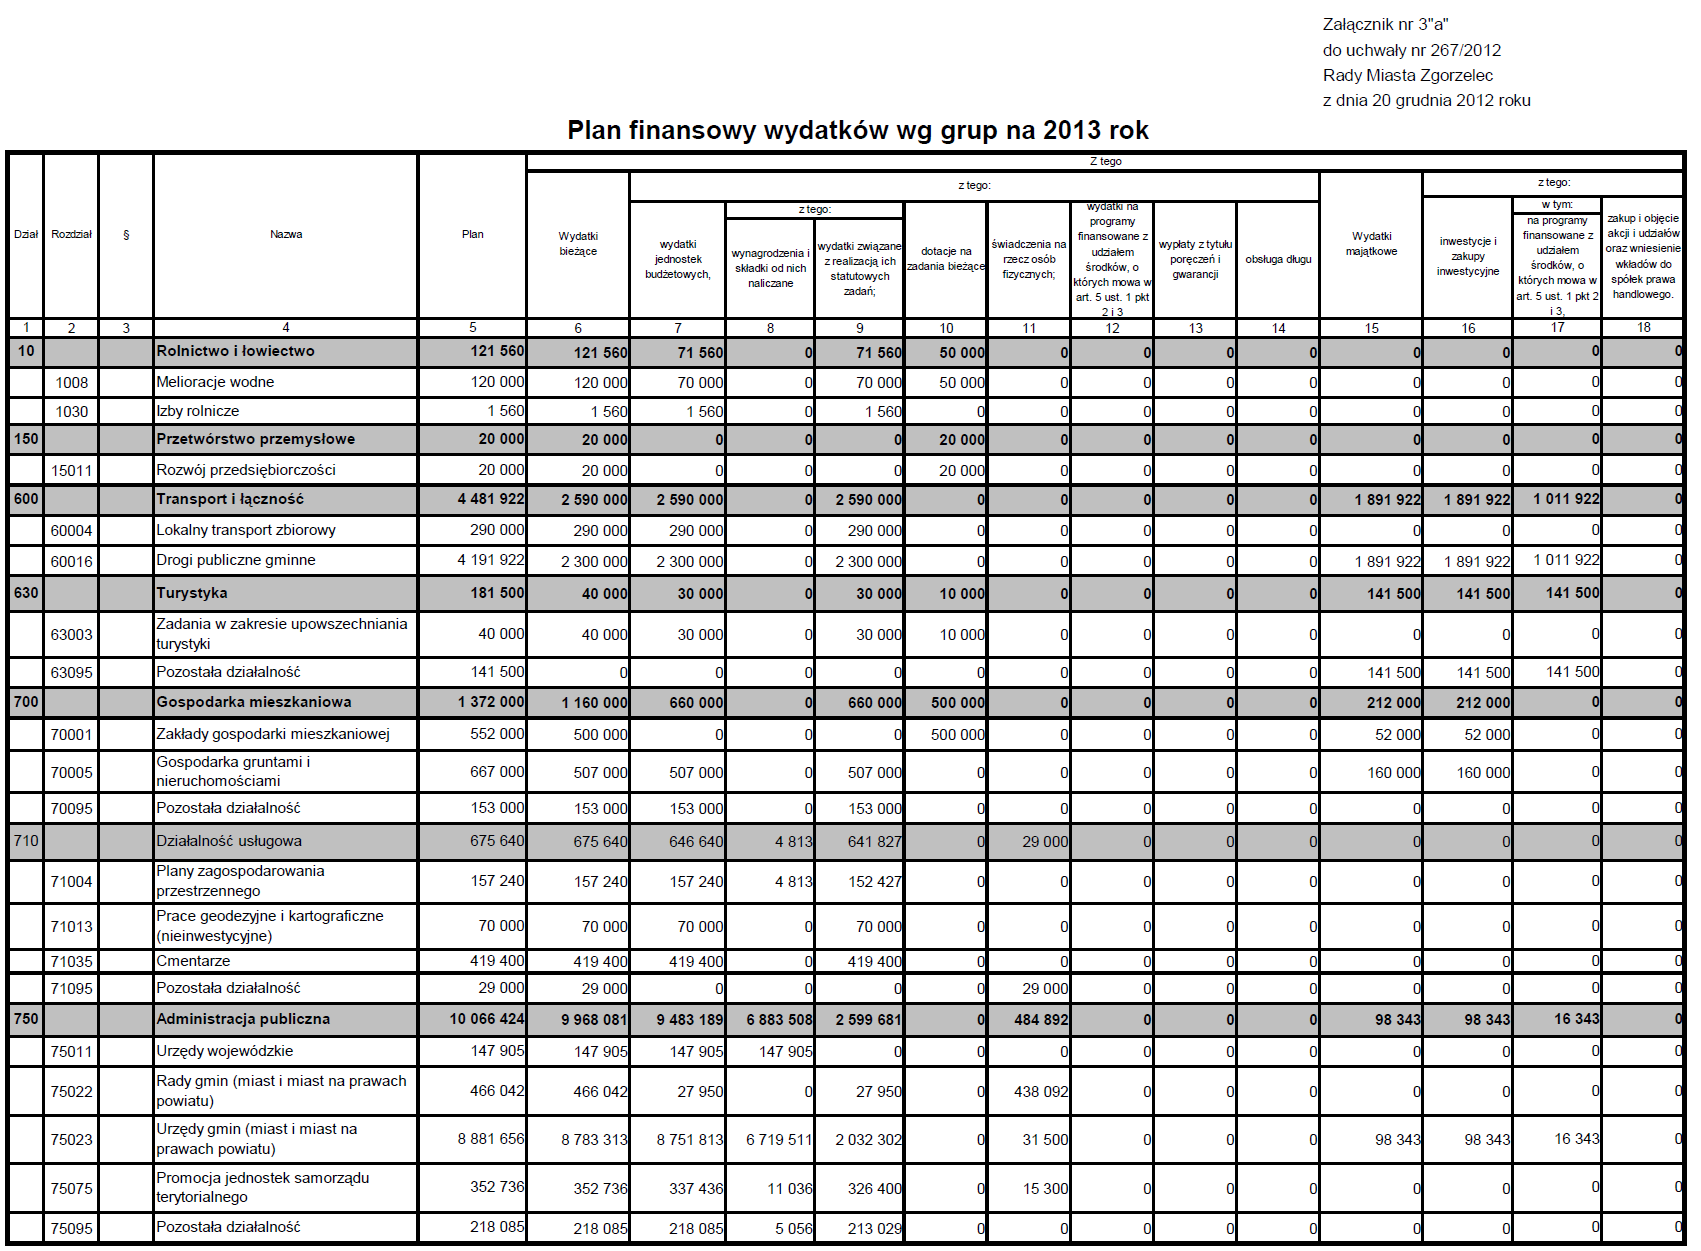 Załącznik nr 3"a"
do uchwały nr 267/2012
Rady Miasta Zgorzelec
z dnia 20 grudnia 2012 roku
Plan finansowy wydatków wg grup na 2013 rok
Z tego
z tego:
z tego:
z tego:
w tym:
Dział
Rozdział
§
Nazwa
Plan
Wydatki
bieżące
wydatki
jednostek
budżetowych,
wynagrodzenia i
składki od nich
naliczane
wydatki związane
z realizacją ich
statutowych
zadań;
dotacje na
zadania bieżące
świadczenia na
rzecz osób
fizycznych;
wydatki na
programy
finansowane z
udziałem
środków, o
których mowa w
art. 5 ust. 1 pkt
2 i 3
wypłaty z tytułu
poręczeń i
gwarancji
obsługa długu
Wydatki
majątkowe
inwestycje i
zakupy
inwestycyjne
na programy
finansowane z
udziałem
środków, o
których mowa w
art. 5 ust. 1 pkt 2
i 3,
zakup i objęcie
akcji i udziałów
oraz wniesienie
wkładów do
spółek prawa
handlowego.
1 2 3 4 5 6 7 8 9 10 11 12 13 14 15 16 17 18
10 Rolnictwo i łowiectwo 121 560 121 560 71 560 0 71 560 50 000 0 0 0 0 0 0 0 0
1008 Melioracje wodne 120 000 120 000 70 000 0 70 000 50 000 0 0 0 0 0 0 0 0
1030 Izby rolnicze 1 560 1 560 1 560 0 1 560 0 0 0 0 0 0 0 0 0
150 Przetwórstwo przemysłowe 20 000 20 000 0 0 0 20 000 0 0 0 0 0 0 0 0
15011 Rozwój przedsiębiorczości 20 000 20 000 0 0 0 20 000 0 0 0 0 0 0 0 0
600 Transport i łączność 4 481 922 2 590 000 2 590 000 0 2 590 000 0 0 0 0 0 1 891 922 1 891 922 1 011 922 0
60004 Lokalny transport zbiorowy 290 000 290 000 290 000 0 290 000 0 0 0 0 0 0 0 0 0
60016 Drogi publiczne gminne 4 191 922 2 300 000 2 300 000 0 2 300 000 0 0 0 0 0 1 891 922 1 891 922 1 011 922 0
630 Turystyka 181 500 40 000 30 000 0 30 000 10 000 0 0 0 0 141 500 141 500 141 500 0
63003 Zadania w zakresie upowszechniania
turystyki 40 000 40 000 30 000 0 30 000 10 000 0 0 0 0 0 0 0 0
63095 Pozostała działalność 141 500 0 0 0 0 0 0 0 0 0 141 500 141 500 141 500 0
700 Gospodarka mieszkaniowa 1 372 000 1 160 000 660 000 0 660 000 500 000 0 0 0 0 212 000 212 000 0 0
70001 Zakłady gospodarki mieszkaniowej 552 000 500 000 0 0 0 500 000 0 0 0 0 52 000 52 000 0 0
70005 Gospodarka gruntami i
nieruchomościami 667 000 507 000 507 000 0 507 000 0 0 0 0 0 160 000 160 000 0 0
70095 Pozostała działalność 153 000 153 000 153 000 0 153 000 0 0 0 0 0 0 0 0 0
710 Działalność usługowa 675 640 675 640 646 640 4 813 641 827 0 29 000 0 0 0 0 0 0 0
71004 Plany zagospodarowania
przestrzennego 157 240 157 240 157 240 4 813 152 427 0 0 0 0 0 0 0 0 0
71013 Prace geodezyjne i kartograficzne
(nieinwestycyjne) 70 000 70 000 70 000 0 70 000 0 0 0 0 0 0 0 0 0
71035 Cmentarze 419 400 419 400 419 400 0 419 400 0 0 0 0 0 0 0 0 0
71095 Pozostała działalność 29 000 29 000 0 0 0 0 29 000 0 0 0 0 0 0 0
750 Administracja publiczna 10 066 424 9 968 081 9 483 189 6 883 508 2 599 681 0 484 892 0 0 0 98 343 98 343 16 343 0
75011 Urzędy wojewódzkie 147 905 147 905 147 905 147 905 0 0 0 0 0 0 0 0 0 0
75022 Rady gmin (miast i miast na prawach
powiatu) 466 042 466 042 27 950 0 27 950 0 438 092 0 0 0 0 0 0 0
75023 Urzędy gmin (miast i miast na
prawach powiatu) 8 881 656 8 783 313 8 751 813 6 719 511 2 032 302 0 31 500 0 0 0 98 343 98 343 16 343 0
75075 Promocja jednostek samorządu
terytorialnego 352 736 352 736 337 436 11 036 326 400 0 15 300 0 0 0 0 0 0 0
75095 Pozostała działalność 218 085 218 085 218 085 5 056 213 029 0 0 0 0 0 0 0 0 0